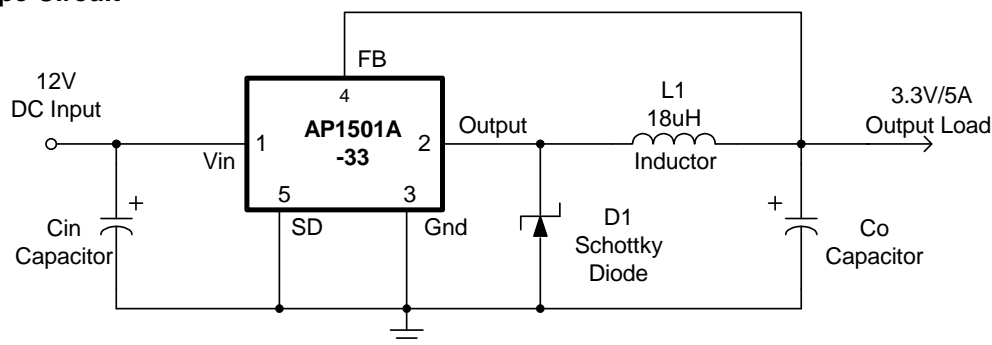 12V
DC Input
FB
4
AP1501A
-33
1
2
5
3
Vin
SD
Gnd
Output
L1
18uH
Inductor
3.3V/5A
Output Load
+
Cin
Capacitor
D1
Schottky
Diode
+
Co
Capacitor